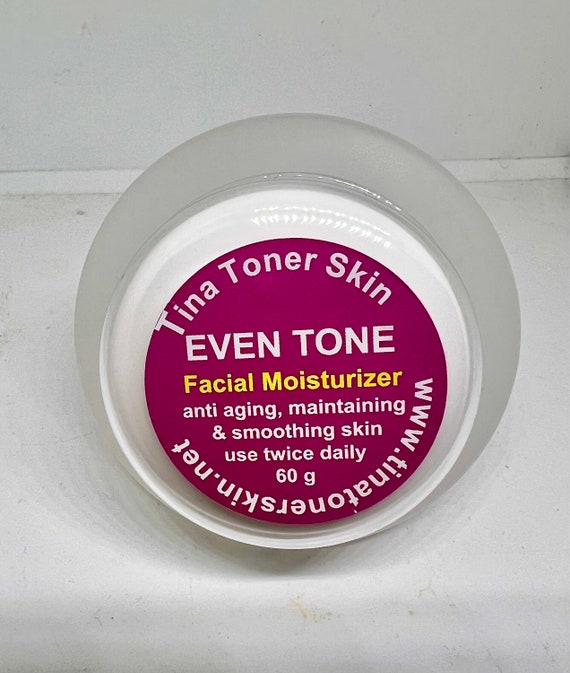 Tina Toner Skin
EVEN TONE
Facial Moisturizer
anti aging, maintaining
& smoothing skin
use twice daily
60 g
www.tinatonerskin.net